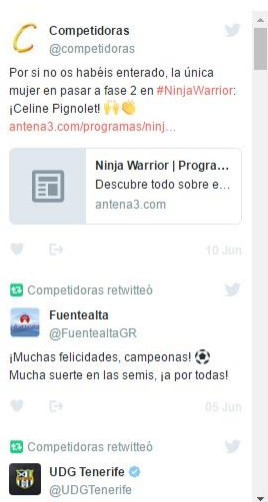 Competidoras
@competidoras
Por si no os habéis enterado, la única
mujer en pasar a fase 2 en #NinjaWarrior:
¡Celine Pignolet! 🙌👏
antena3.com/programas/ninj...
Ninja Warrior | Progra...
Descubre todo sobre e...
antena3.com
10 Jun
Competidoras retwitteó
Fuentealta
@FuentealtaGR
¡Muchas felicidades, campeonas! ⚽
Mucha suerte en las semis, ¡a por todas!
05 Jun
Competidoras retwitteó
UDG Tenerife
@UDGTenerife